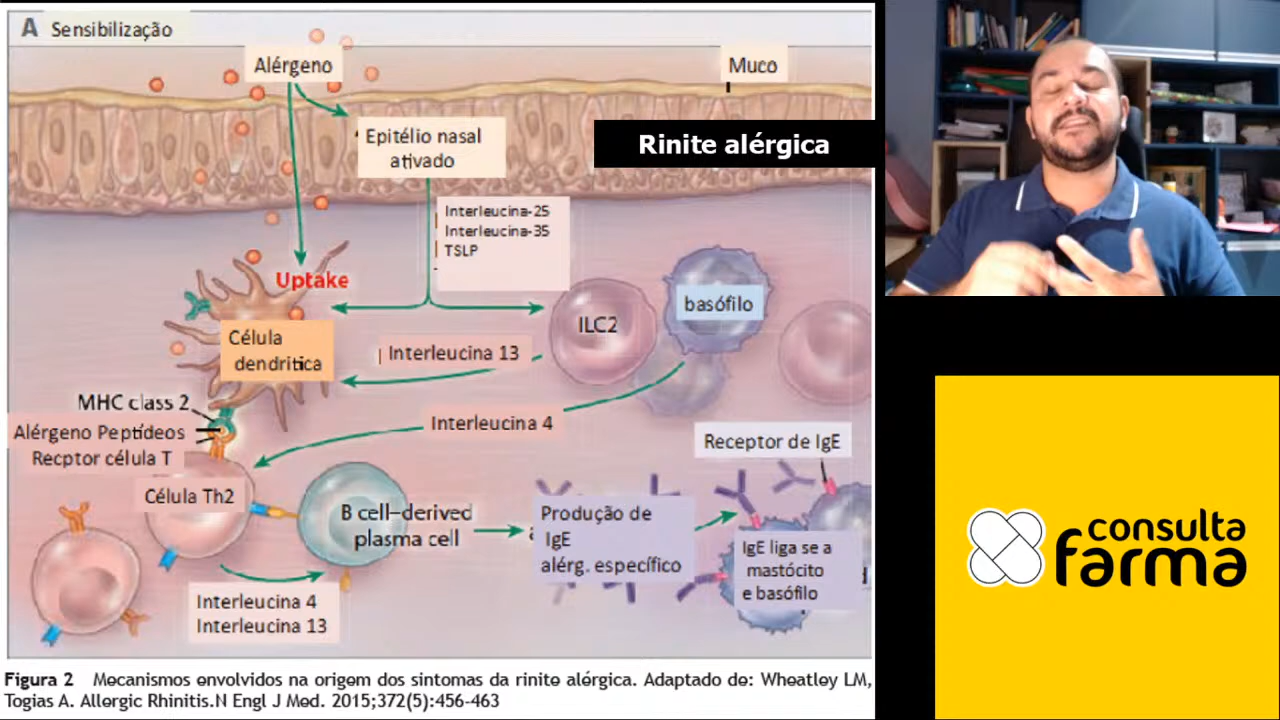 A Sensibilização
Alérgeno
Muco
Epitélio nasal
ativado
Rinite alérgica
Interleucina-25
Interleucina-35
TSLP
Uptake
basófilo
ILC2
Célula
dendritica
Interleucina 13
MHC class 2
Alérgeno Peptídeos
Recptor célula T
Interleucina 4
Receptor de IgE
Célula Th2
B cell–derived
plasma cell
Produção de
IgE
alérg. específico
IgE liga se a
mastócito
e basófilo
Interleucina 4
Interleucina 13
consulta
farma
Figura 2 Mecanismos envolvidos na origem dos sintomas da rinite alérgica. Adaptado de: Wheatley LM,
Togias A. Allergic Rhinitis.N Engl J Med. 2015;372(5):456-463